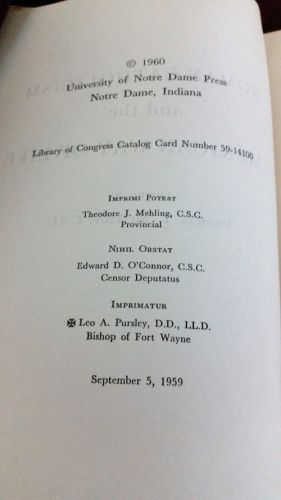 © 1960
University of Notre Dame Press
Notre Dame, Indiana
Library of Congress Catalog Card Number 59-14100
Imprimi Potest
Theodore J. Mehling, C.S.C.
Provincial
Nihil Obstat
Edward D. O'Connor, C.S.C.
Censor Deputatus
Imprimatur
✠ Leo A. Pursley, D.D., LL.D.
Bishop of Fort Wayne
September 5, 1959